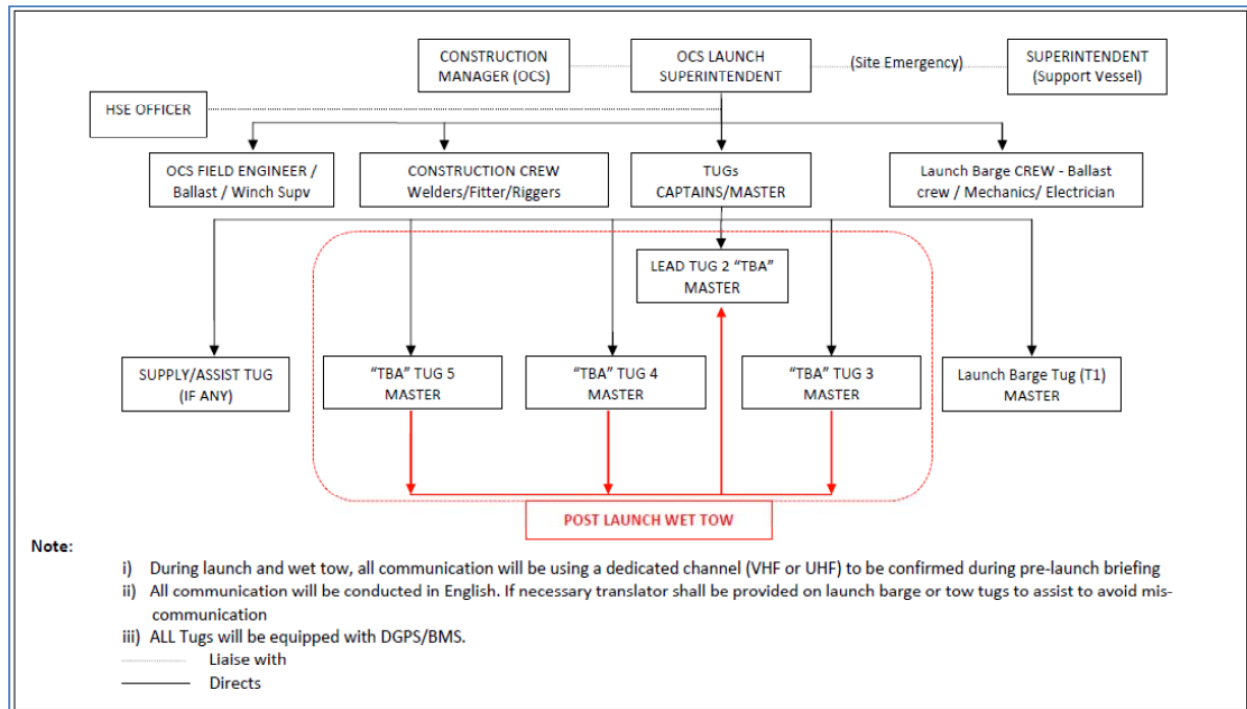 CONSTRUCTION
MANAGER (OCS)
OCS LAUNCH
SUPERINTENDENT
(Site Emergency)
SUPERINTENDENT
(Support Vessel)
HSE OFFICER
OCS FIELD ENGINEER /
Ballast / Winch Supv
CONSTRUCTION CREW
Welders/Fitter/Riggers
TUGs
CAPTAINS/MASTER
Launch Barge CREW - Ballast
crew / Mechanics/ Electrician
LEAD TUG 2 “TBA”
MASTER
SUPPLY/ASSIST TUG
(IF ANY)
“TBA” TUG 5
MASTER
“TBA” TUG 4
MASTER
“TBA” TUG 3
MASTER
Launch Barge Tug (T1)
MASTER
POST LAUNCH WET TOW
Note:
i) During launch and wet tow, all communication will be using a dedicated channel (VHF or UHF) to be confirmed during pre-launch briefing
ii) All communication will be conducted in English. If necessary translator shall be provided on launch barge or tow tugs to assist to avoid mis-
communication
iii) ALL Tugs will be equipped with DGPS/BMS.
Liaise with
Directs